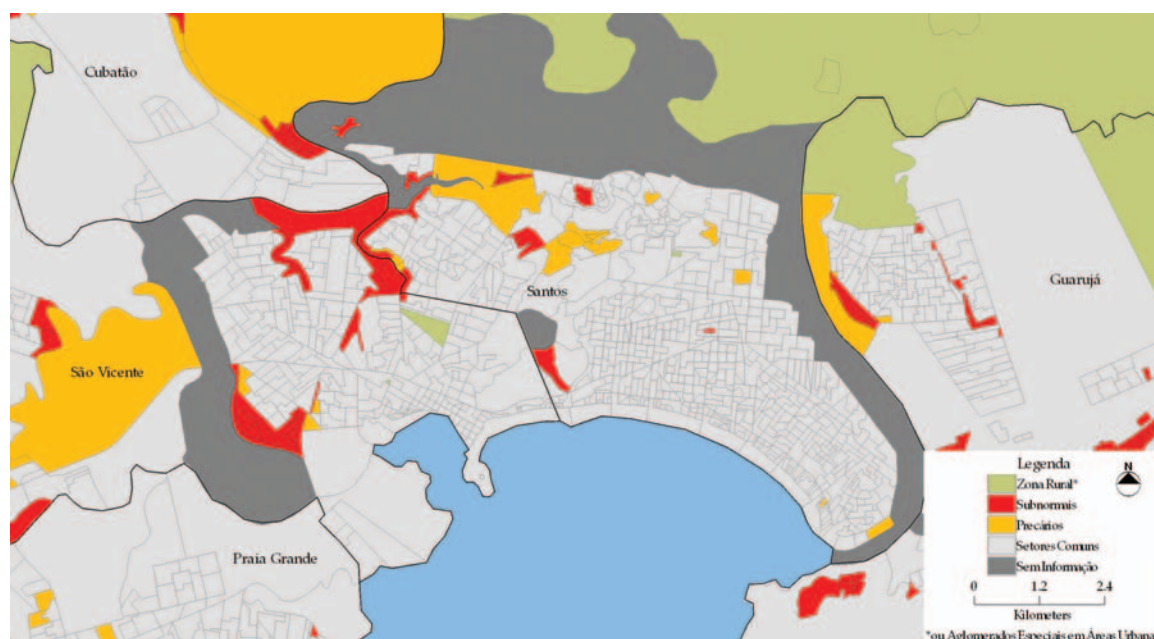 Cubatão
Guarujá
Santos
São Vicente
Praia Grande
Legenda
N
Zona Rural*
Subnormais
Precários
Setores Comuns
Sem Informação
0 1.2 2.4
Kilometers
*ou Aglomerados Especiais em Áreas Urbana